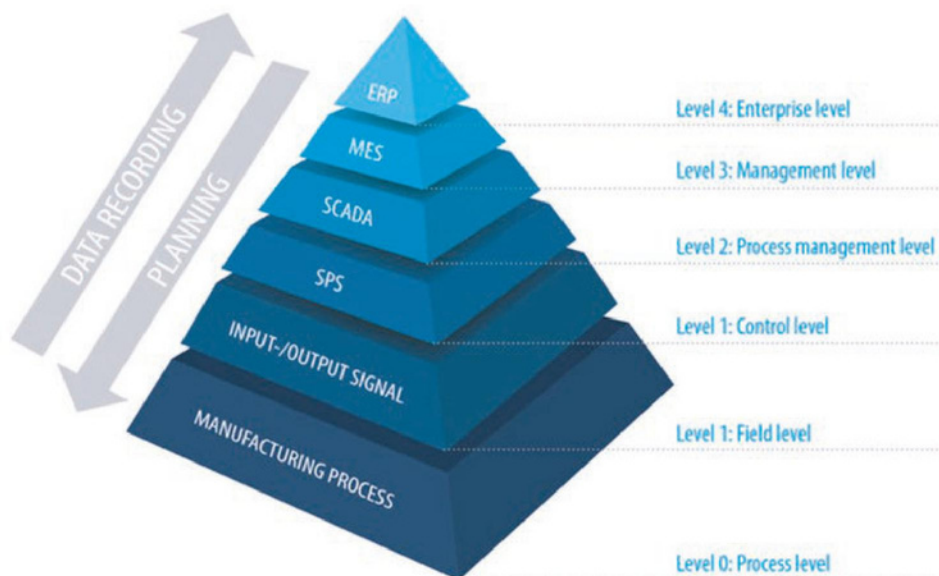 DATA RECORDING
PLANNING
ERP
MES
SCADA
SPS
INPUT-/OUTPUT SIGNAL
MANUFACTURING PROCESS
Level 4: Enterprise level
Level 3: Management level
Level 2: Process management level
Level 1: Control level
Level 1: Field level
Level 0: Process level